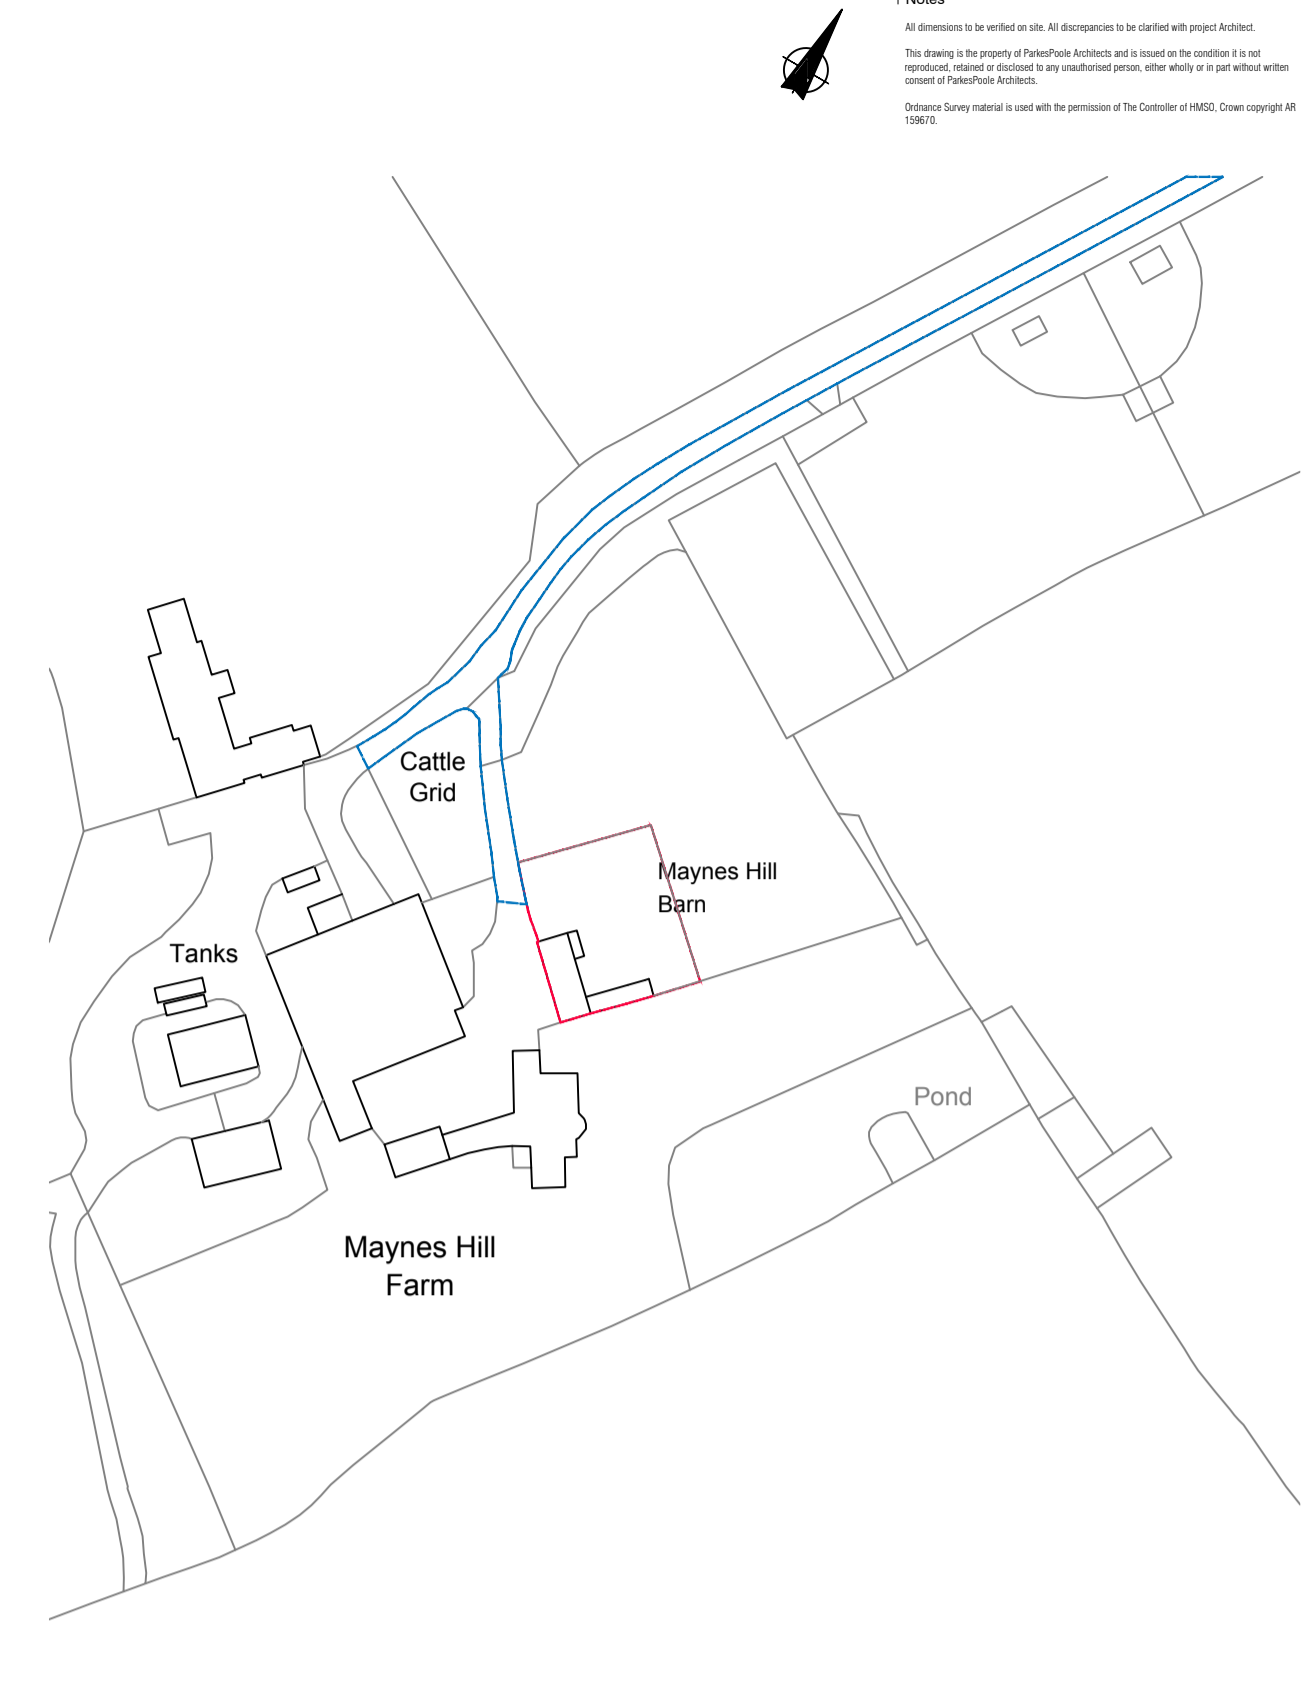 Notes
All dimensions to be verified on site. All discrepancies to be clarified with project Architect.
This drawing is the property of ParkesPoole Architects and is issued on the condition it is not
reproduced, retained or disclosed to any unauthorised person, either wholly or in part without written
consent of ParkesPoole Architects.
Ordnance Survey material is used with the permission of The Controller of HMSO, Crown copyright AR
159670.
Cattle
Grid
Maynes Hill
Barn
Tanks
Pond
Maynes Hill
Farm